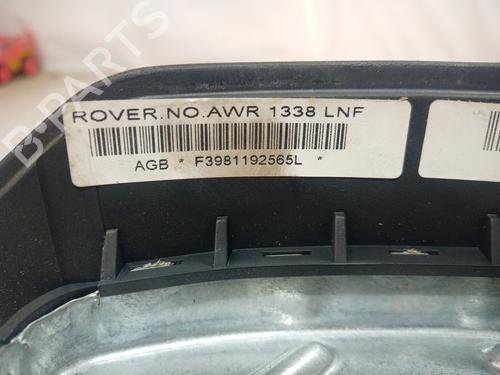 B-PARTS
ROVER.NO.AWR 1338 LNF
AGB * F3981192565L *